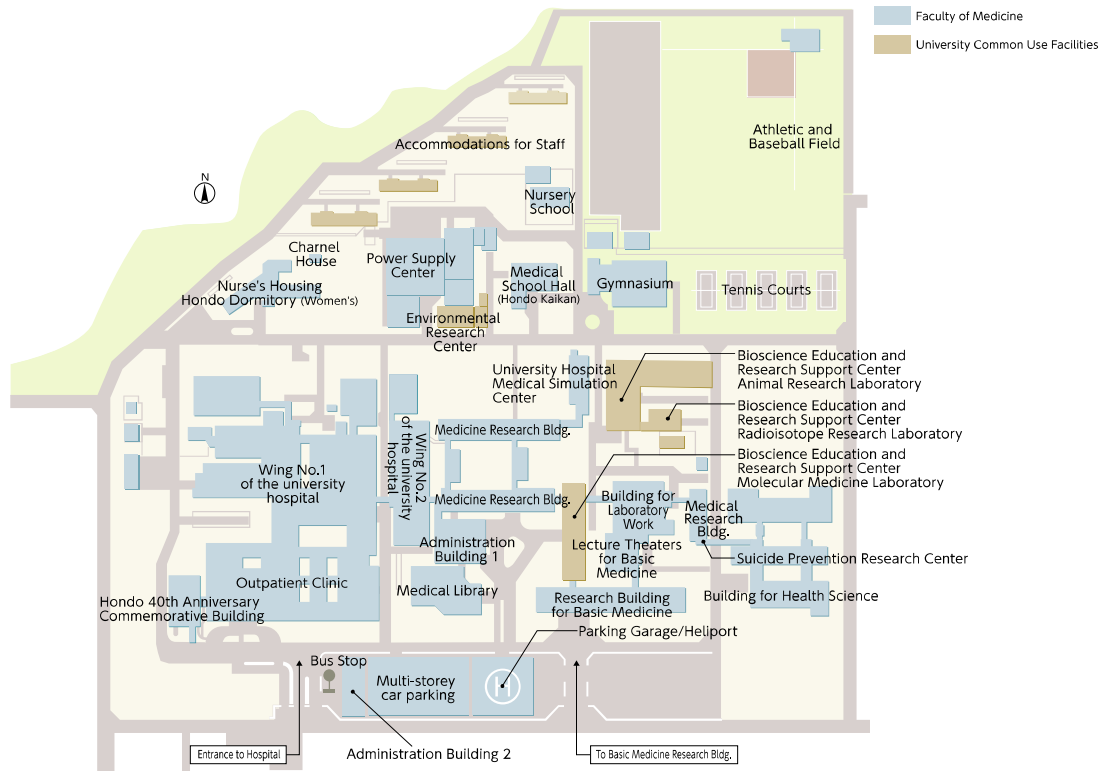 Faculty of Medicine
University Common Use Facilities
Athletic and
Baseball Field
Accommodations for Staff
N
Nursery
School
Charnel
House
Power Supply
Center
Medical
School Hall
(Hondo Kaikan)
Gymnasium
Tennis Courts
Nurse's Housing
Hondo Dormitory (Women's)
Environmental
Research
Center
University Hospital
Medical Simulation
Center
Bioscience Education and
Research Support Center
Animal Research Laboratory
Bioscience Education and
Research Support Center
Radioisotope Research Laboratory
Bioscience Education and
Research Support Center
Molecular Medicine Laboratory
Medicine Research Bldg.
Wing No.2
of the university
hospital
Wing No.1
of the university
hospital
Medicine Research Bldg.
Building for
Laboratory
Work
Medical
Research
Bldg.
Administration
Building 1
Lecture Theaters
for Basic
Medicine
Suicide Prevention Research Center
Outpatient Clinic
Medical Library
Research Building
for Basic Medicine
Building for Health Science
Hondo 40th Anniversary
Commemorative Building
Parking Garage/Heliport
Bus Stop
Multi-storey
car parking
H
Entrance to Hospital
Administration Building 2
To Basic Medicine Research Bldg.